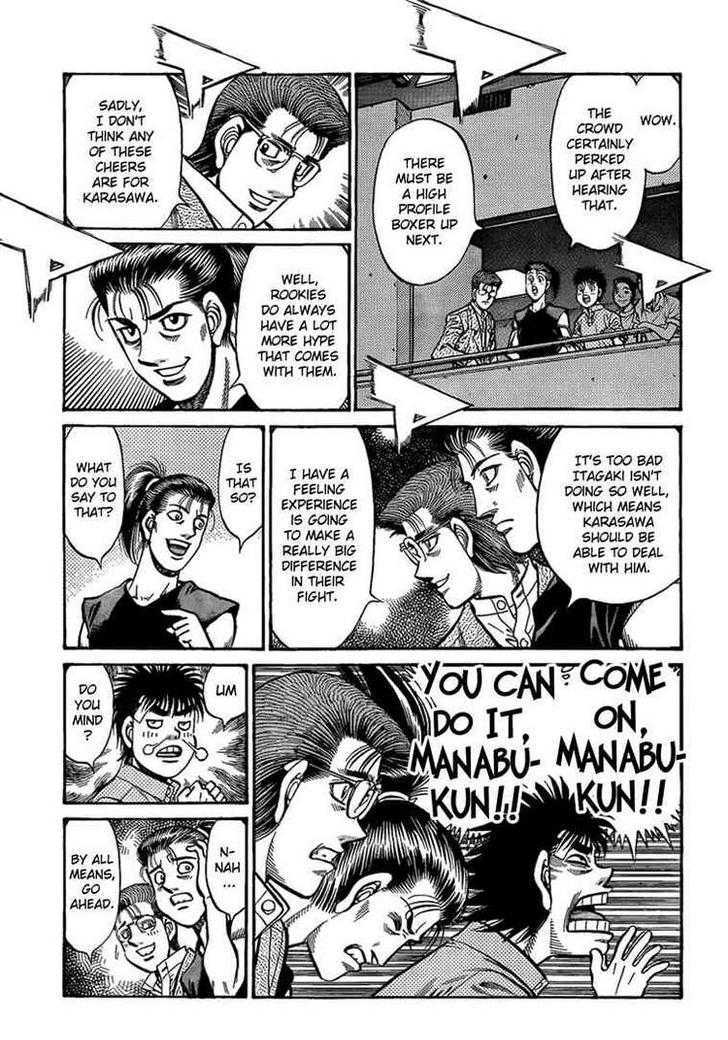 WOW.
THE
CROWD
CERTAINLY
PERKED
UP AFTER
HEARING
THAT.
THERE
MUST BE
A HIGH
PROFILE
BOXER UP
NEXT.
SADLY,
I DON'T
THINK ANY
OF THESE
CHEERS
ARE FOR
KARASAWA.
WELL,
ROOKIES
DO ALWAYS
HAVE A LOT
MORE HYPE
THAT COMES
WITH THEM.
IT'S TOO BAD
ITAGAKI ISN'T
DOING SO WELL,
WHICH MEANS
KARASAWA
SHOULD BE
ABLE TO DEAL
WITH HIM.
I HAVE A
FEELING
EXPERIENCE
IS GOING
TO MAKE A
REALLY BIG
DIFFERENCE
IN THEIR
FIGHT.
IS
THAT
SO?
WHAT
DO YOU
SAY TO
THAT?
COME
ON,
MANABU-
KUN!!
YOU CAN
DO IT,
MANABU-
KUN!!
UM
DO
YOU
MIND?
N-
NAH
...
BY ALL
MEANS,
GO
AHEAD.